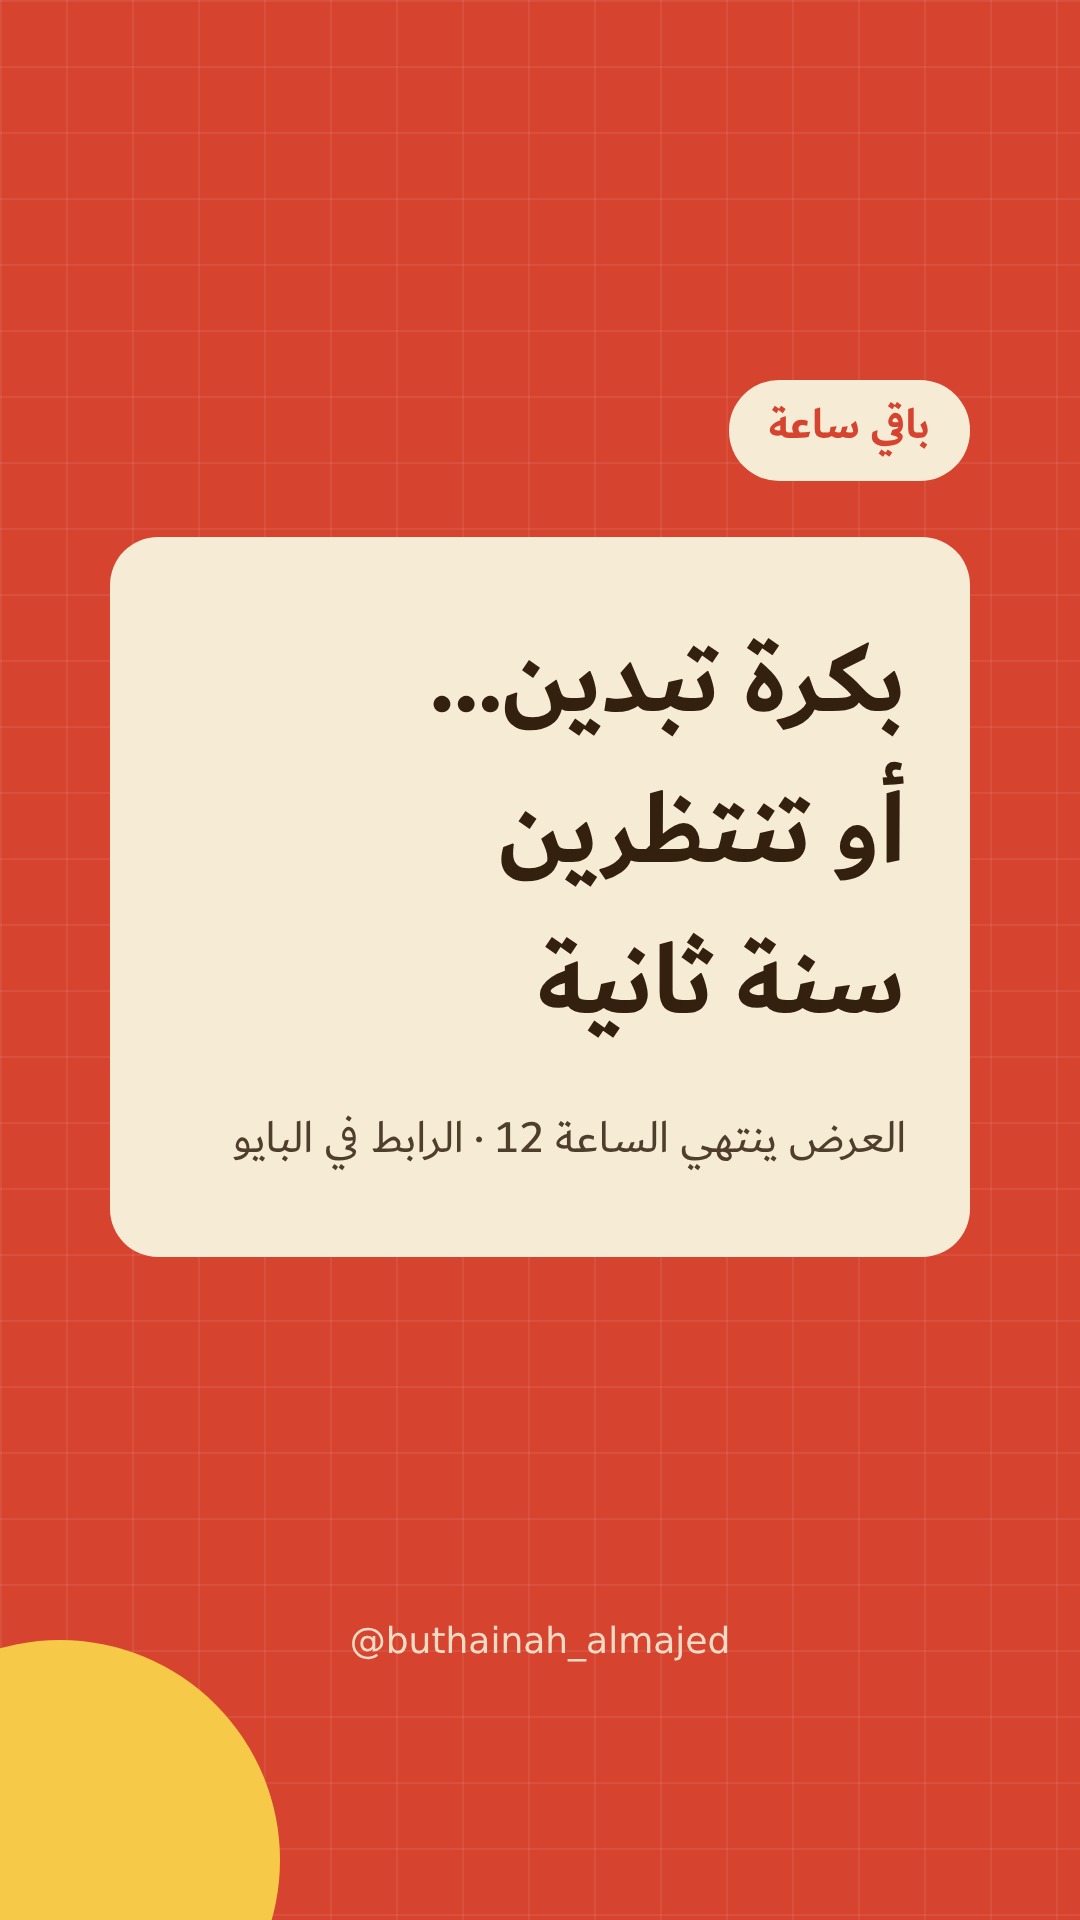 باقي ساعة
بكرة تبدين...
أو تنتظرين
سنة ثانية
العرض ينتهي الساعة 12 · الرابط في البايو
@buthainah_almajed